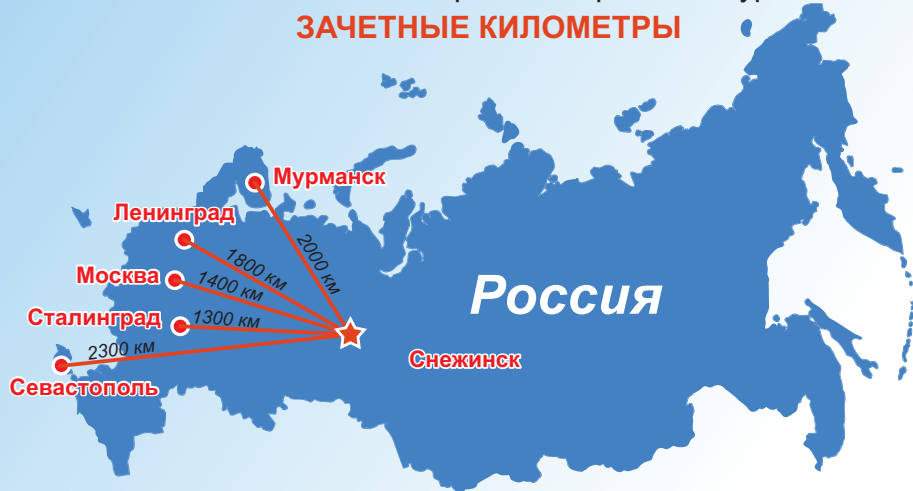 ЗАЧЕТНЫЕ КИЛОМЕТРЫ
Мурманск
Ленинград
2000 км
1800 км
Москва
1400 км
Россия
Сталинград
1300 км
2300 км
Снежинск
Севастополь